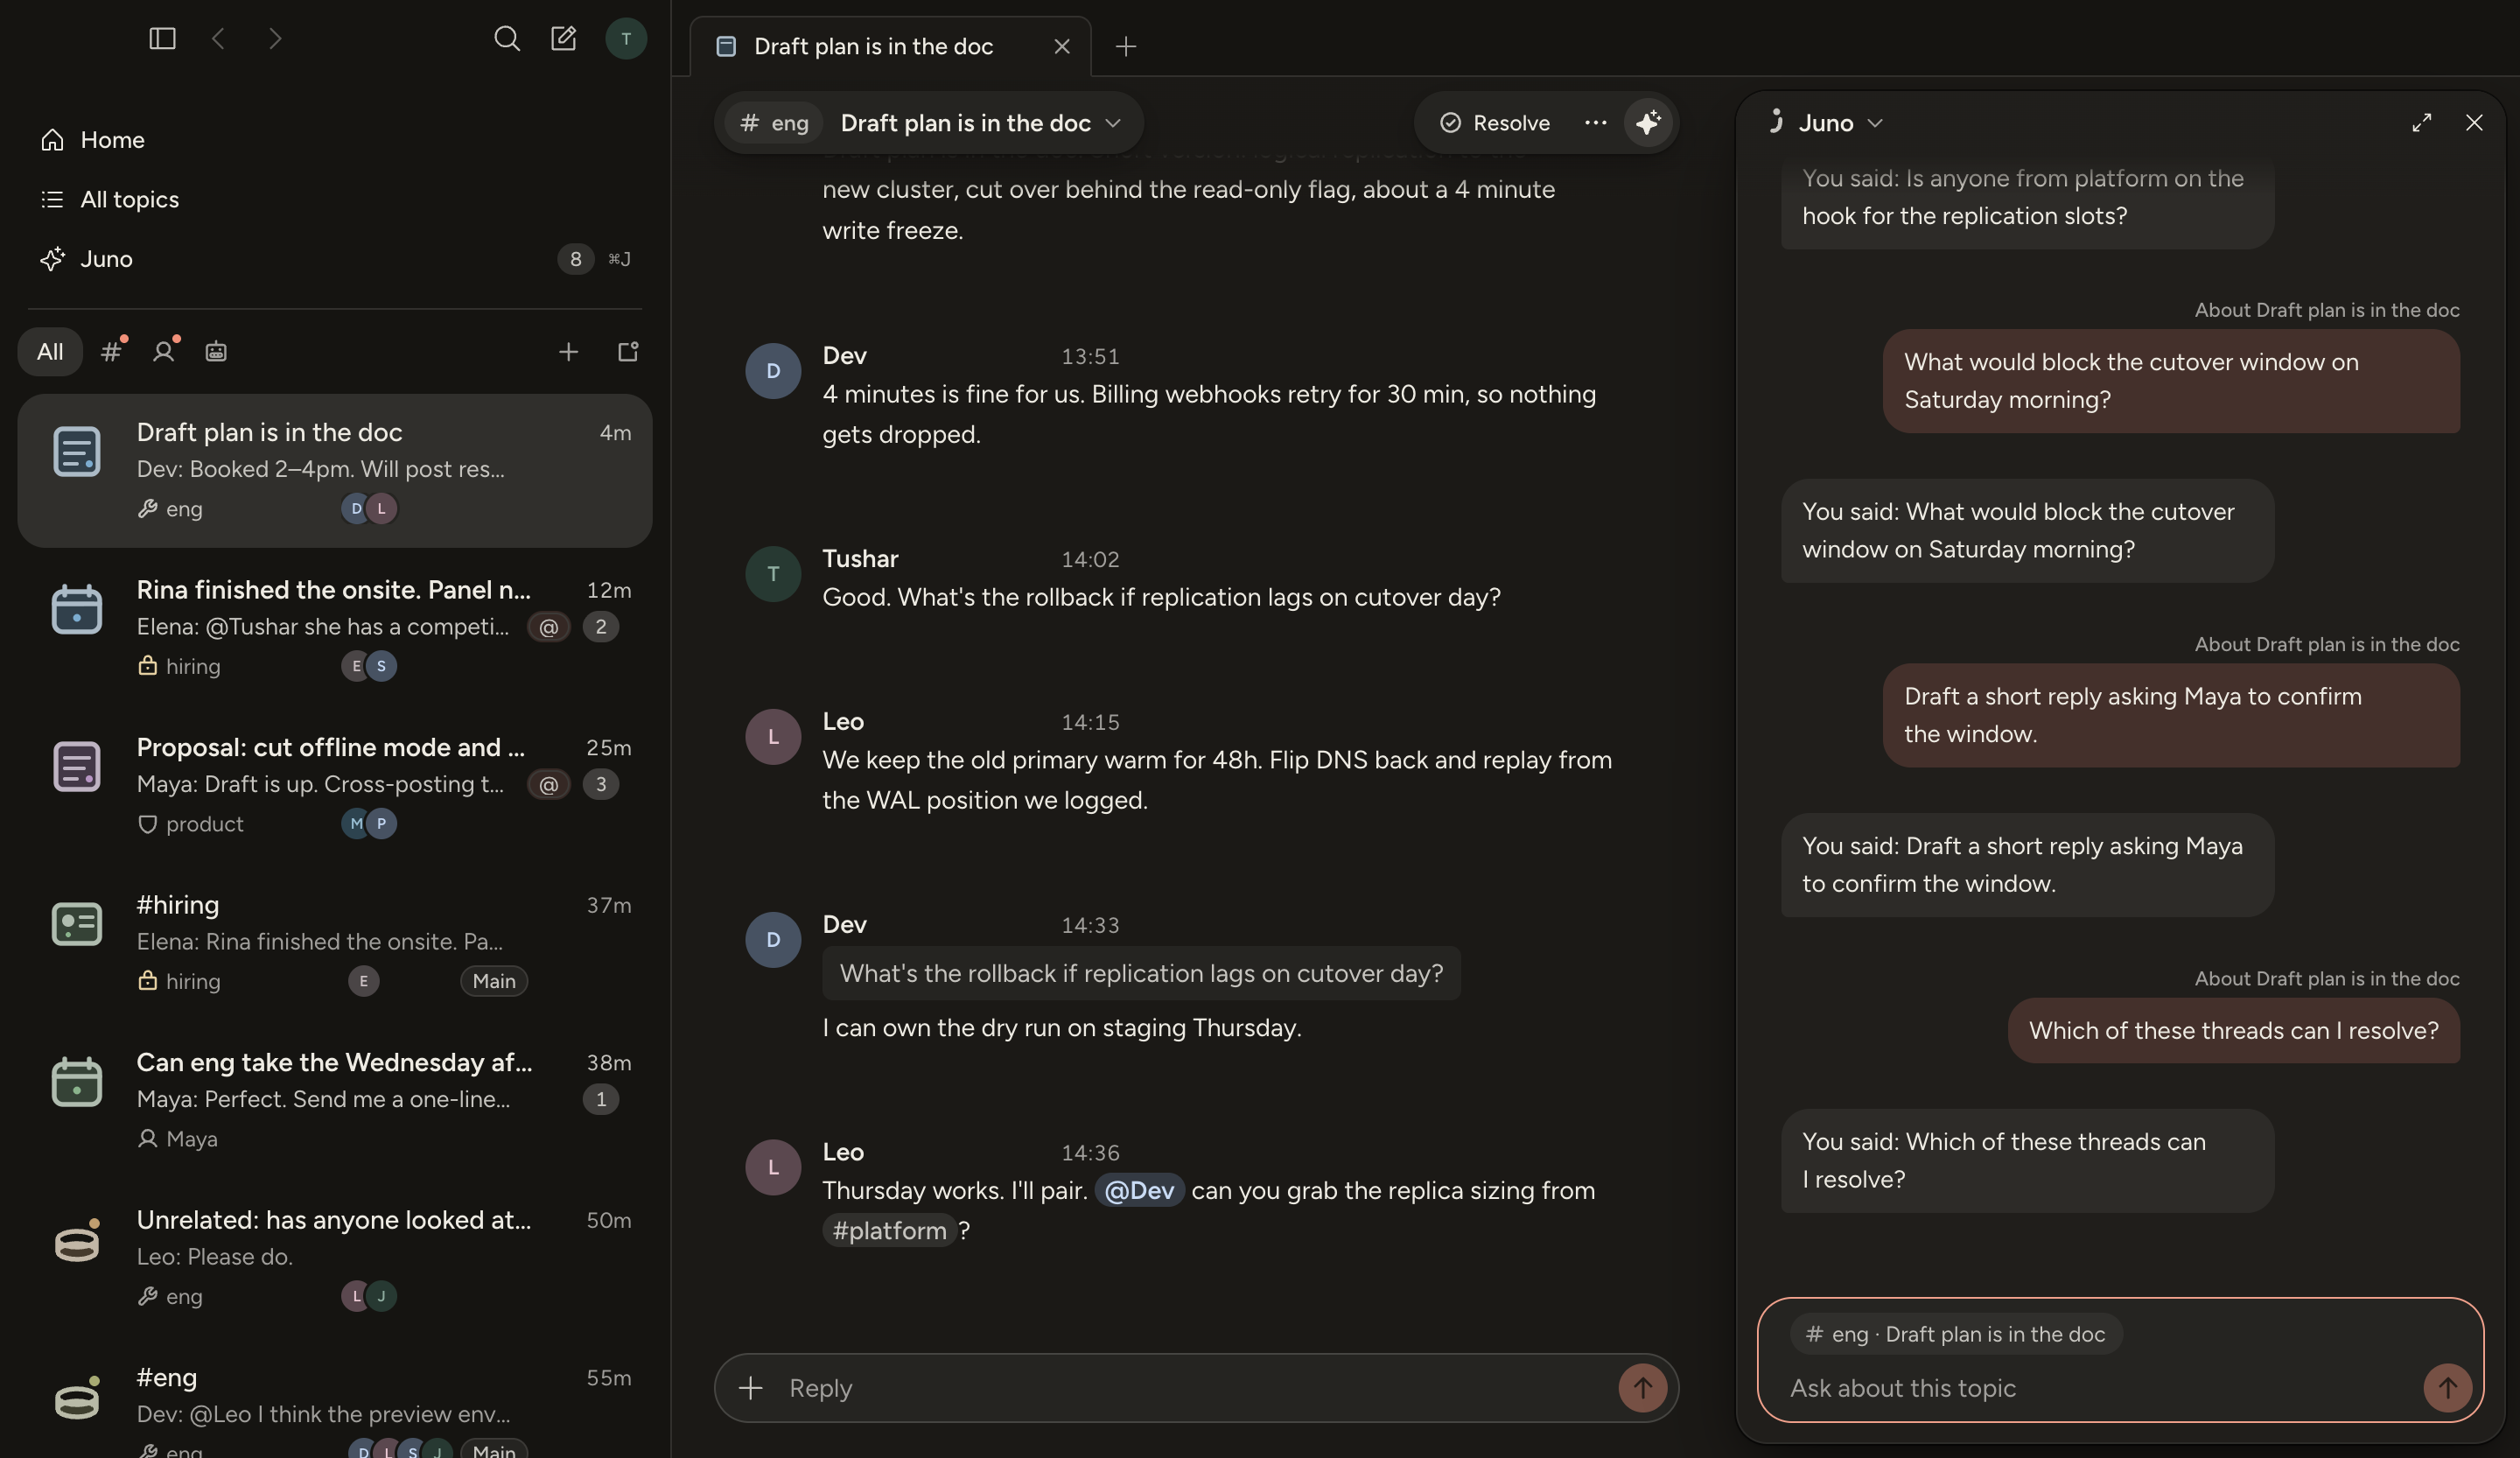 T
Home
All topics
Juno
8 ⌘J
All
Draft plan is in the doc 4m
Dev: Booked 2–4pm. Will post res...
eng D L
Rina finished the onsite. Panel n... 12m
Elena: @Tushar she has a competi... @ 2
hiring E S
Proposal: cut offline mode and ... 25m
Maya: Draft is up. Cross-posting t... @ 3
product M P
#hiring 37m
Elena: Rina finished the onsite. Pa...
hiring E Main
Can eng take the Wednesday af... 38m
Maya: Perfect. Send me a one-line... 1
Maya
Unrelated: has anyone looked at... 50m
Leo: Please do.
eng L J
#eng 55m
Dev: @Leo I think the preview env...
eng D L S J Main
Draft plan is in the doc
# eng Draft plan is in the doc
Resolve
new cluster, cut over behind the read-only flag, about a 4 minute
write freeze.
D
Dev 13:51
4 minutes is fine for us. Billing webhooks retry for 30 min, so nothing
gets dropped.
T
Tushar 14:02
Good. What's the rollback if replication lags on cutover day?
L
Leo 14:15
We keep the old primary warm for 48h. Flip DNS back and replay from
the WAL position we logged.
D
Dev 14:33
What's the rollback if replication lags on cutover day?
I can own the dry run on staging Thursday.
L
Leo 14:36
Thursday works. I'll pair. @Dev can you grab the replica sizing from
#platform?
Reply
Juno
You said: Is anyone from platform on the
hook for the replication slots?
About Draft plan is in the doc
What would block the cutover window on
Saturday morning?
You said: What would block the cutover
window on Saturday morning?
About Draft plan is in the doc
Draft a short reply asking Maya to confirm
the window.
You said: Draft a short reply asking Maya
to confirm the window.
About Draft plan is in the doc
Which of these threads can I resolve?
You said: Which of these threads can
I resolve?
# eng · Draft plan is in the doc
Ask about this topic